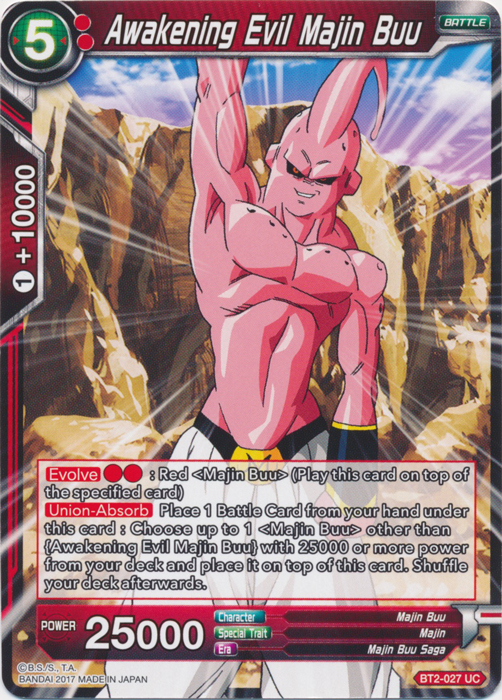 5
Awakening Evil Majin Buu
BATTLE
1 +10000
Evolve : Red <Majin Buu> (Play this card on top of
the specified card)
Union-Absorb Place 1 Battle Card from your hand under
this card : Choose up to 1 <Majin Buu> other than
{Awakening Evil Majin Buu} with 25000 or more power
from your deck and place it on top of this card. Shuffle
your deck afterwards.
POWER 25000
Character Majin Buu
Special Trait Majin
Era Majin Buu Saga
©B.S./S., T.A.
BANDAI 2017 MADE IN JAPAN
BT2-027 UC